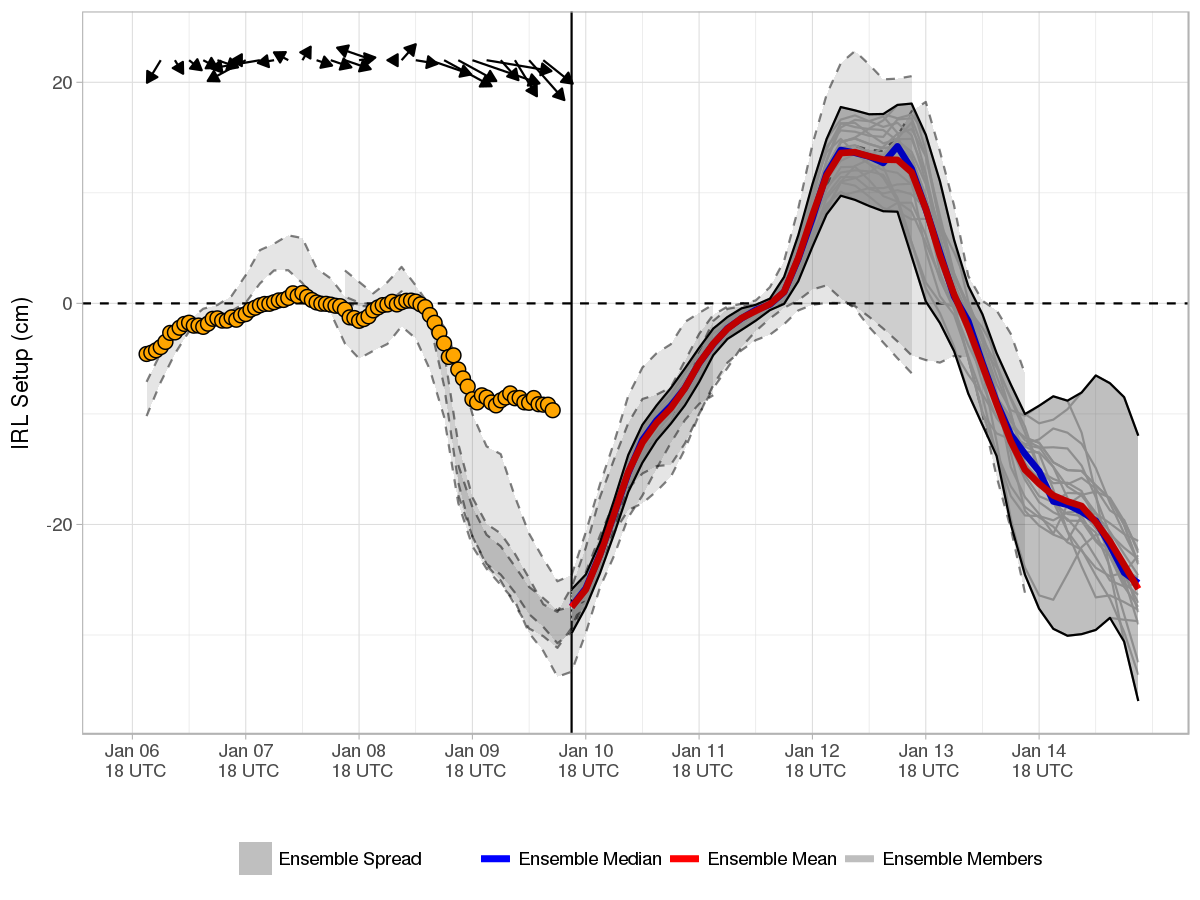 IRL Setup (cm)
20
0
-20
Jan 06 Jan 07 Jan 08 Jan 09 Jan 10 Jan 11 Jan 12 Jan 13 Jan 14
18 UTC 18 UTC 18 UTC 18 UTC 18 UTC 18 UTC 18 UTC 18 UTC 18 UTC
Ensemble Spread Ensemble Median Ensemble Mean Ensemble Members